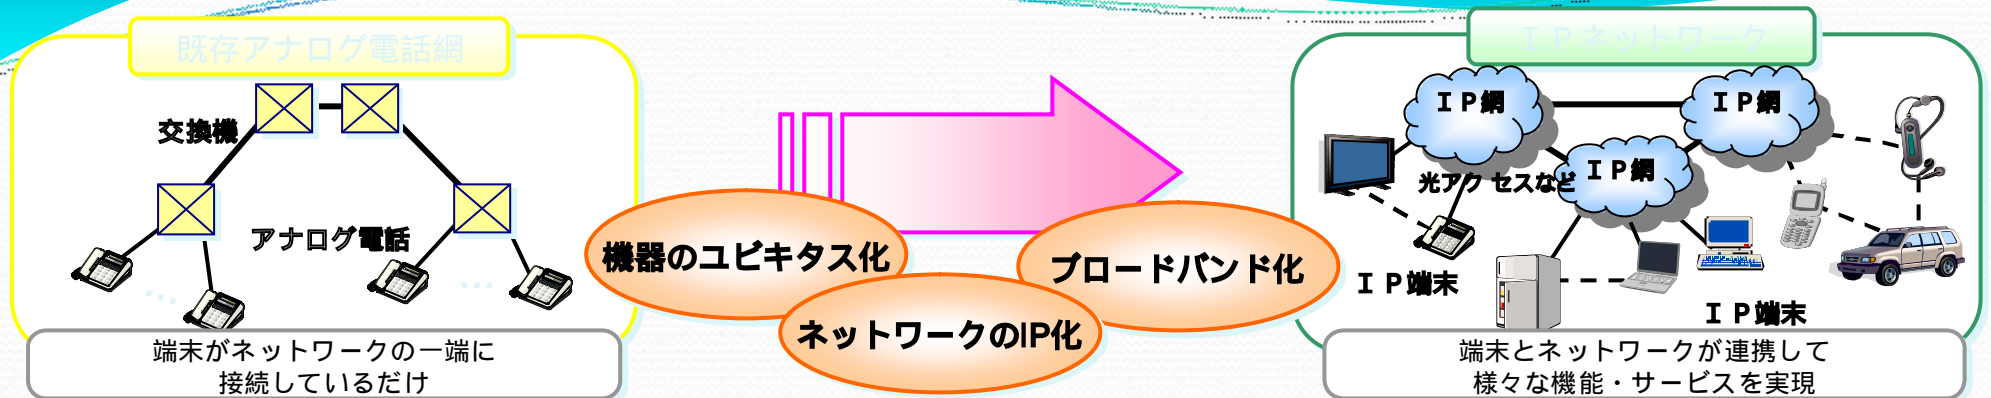 既存アナログ電話網
交換機
アナログ電話
端末がネットワークの一端に
接続しているだけ
機器のユビキタス化
ブロードバンド化
ネットワークのIP化
ＩＰネットワーク
ＩＰ網
ＩＰ網
ＩＰ網
光アクセスなど
ＩＰ端末
ＩＰ端末
端末とネットワークが連携して
様々な機能・サービスを実現